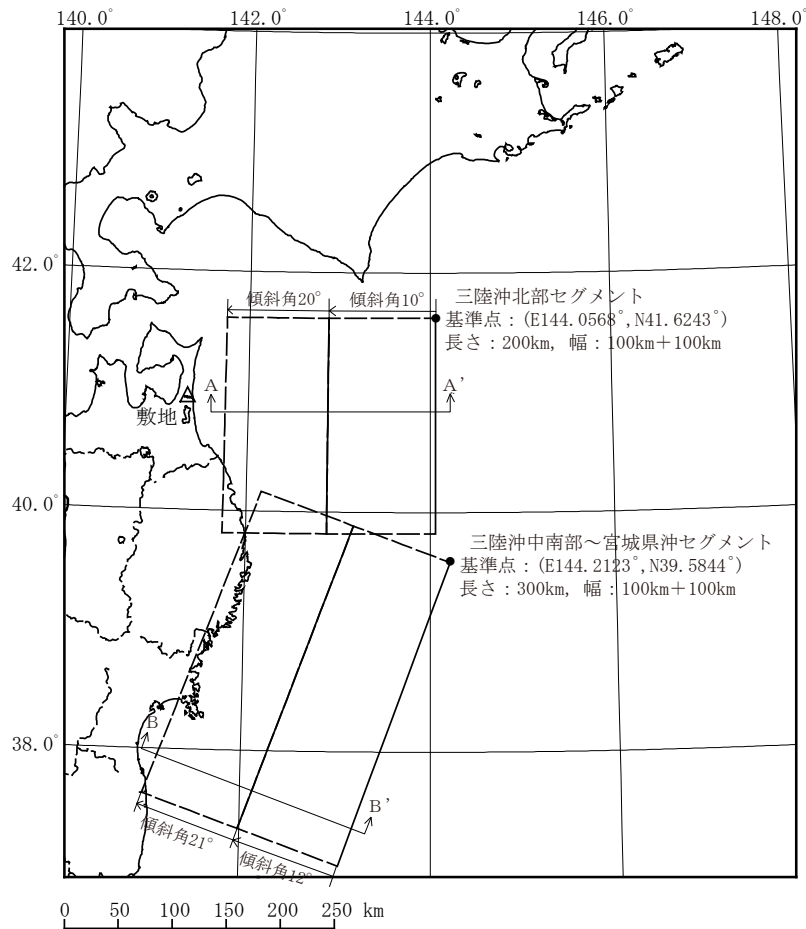 140.0°
142.0°
144.0°
146.0°
148.0°
42.0°
傾斜角20°
傾斜角10°
三陸沖北部セグメント
基準点：(E144.0568°,N41.6243°)
長さ：200km, 幅：100km＋100km
A
A'
敷地
40.0°
三陸沖中南部～宮城県沖セグメント
基準点：(E144.2123°,N39.5844°)
長さ：300km, 幅：100km＋100km
B
38.0°
B'
傾斜角21°
傾斜角12°
0 50 100 150 200 250 km